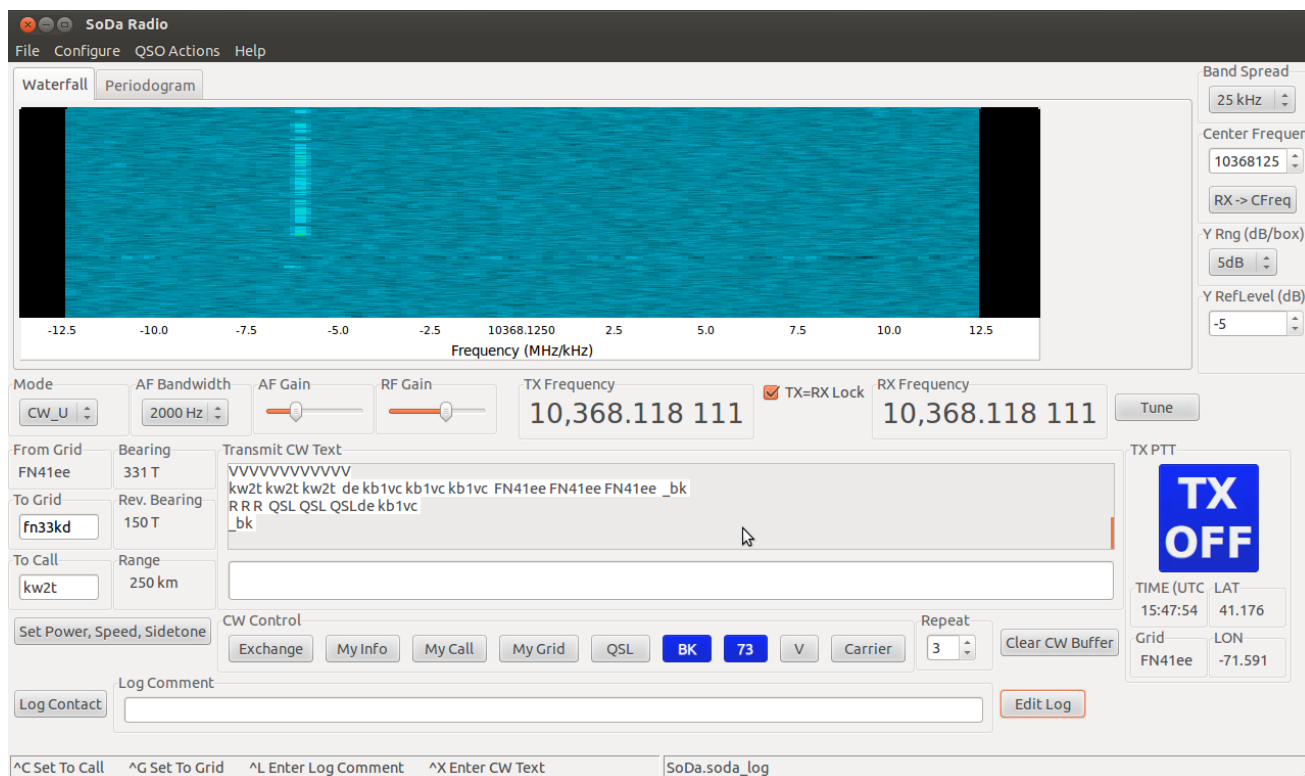 SoDa Radio
File Configure QSO Actions Help
Waterfall Periodogram
Band Spread
25 kHz
Center Frequen
10368125
RX -> CFreq
Y Rng (dB/box)
5dB
Y RefLevel (dB)
-5
-12.5 -10.0 -7.5 -5.0 -2.5 10368.1250 2.5 5.0 7.5 10.0 12.5
Frequency (MHz/kHz)
Mode AF Bandwidth AF Gain RF Gain TX Frequency TX=RX Lock RX Frequency
CW_U 2000 Hz 10,368.118 111 10,368.118 111 Tune
From Grid Bearing Transmit CW Text TX PTT
FN41ee 331 T
VVVVVVVVVVVV
kw2t kw2t kw2t de kb1vc kb1vc kb1vc FN41ee FN41ee FN41ee _bk
R R R QSL QSL QSLde kb1vc
_bk
To Grid Rev. Bearing
fn33kd 150 T
To Call Range
kw2t 250 km
TX OFF
TIME (UTC LAT
15:47:54 41.176
Grid LON
FN41ee -71.591
Set Power, Speed, Sidetone
CW Control Repeat
Exchange My Info My Call My Grid QSL BK 73 V Carrier 3 Clear CW Buffer
Log Comment
Log Contact Edit Log
^C Set To Call ^G Set To Grid ^L Enter Log Comment ^X Enter CW Text SoDa.soda_log